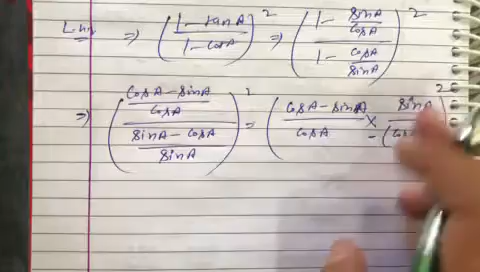 L.H.S ⇒ ((1 - tanA)/(1 - cotA))² ⇒ ((1 - sinA/cosA)/(1 - cosA/sinA))²
⇒ (((cosA - sinA)/cosA)/((sinA - cosA)/sinA))² = ((cosA - sinA)/cosA × sinA/-(cos